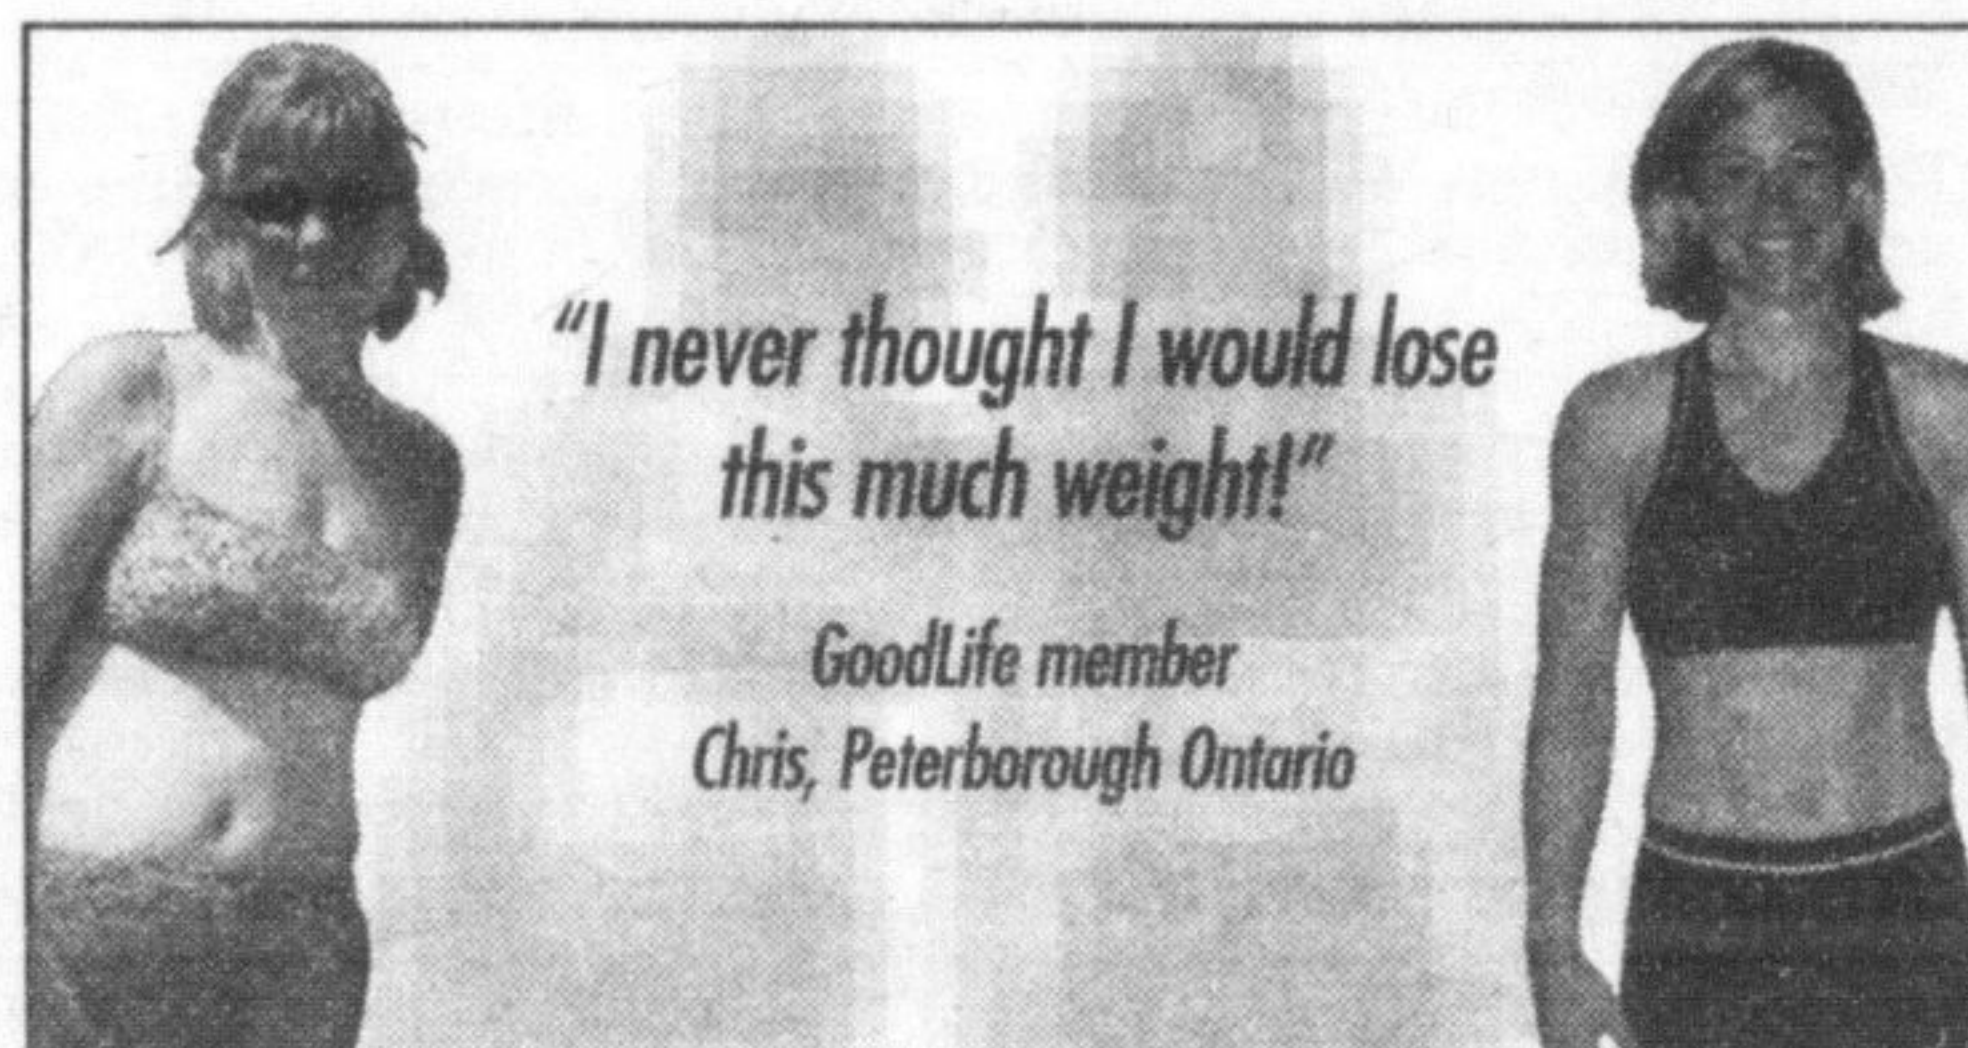 “I never thought I would lose
this much weight!”
GoodLife member
Chris, Peterborough Ontario